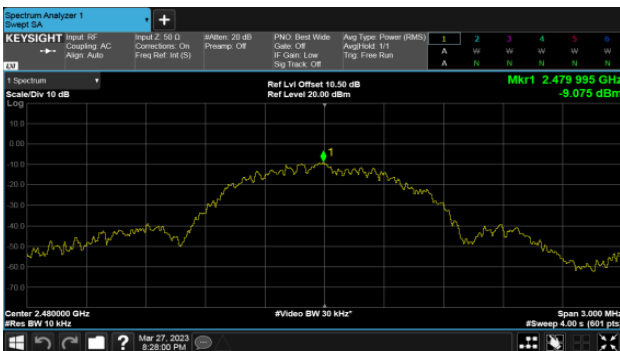 Spectrum Analyzer 1
Swept SA
KEYSIGHT Input: RF Input Z: 50 Ω #Atten: 20 dB PNO: Best Wide Avg Type: Power (RMS) 1 2 3 4 5 6
Coupling: AC Corrections: On Preamp: Off Gate: Off Avg|Hold: 1/1 A W W W W W
Align: Auto Freq Ref: Int (S) IF Gain: Low Trig: Free Run
LXI Sig Track: Off A N N N N N
1 Spectrum Ref Lvl Offset 10.50 dB Mkr1 2.479 995 GHz
Scale/Div 10 dB Ref Level 20.00 dBm -9.075 dBm
Log
10.0
0.00
1
-10.0
-20.0
-30.0
-40.0
-50.0
-60.0
-70.0
Center 2.480000 GHz #Video BW 30 kHz* Span 3.000 MHz
#Res BW 10 kHz #Sweep 4.00 s (601 pts)
? Mar 27, 2023
8:28:00 PM